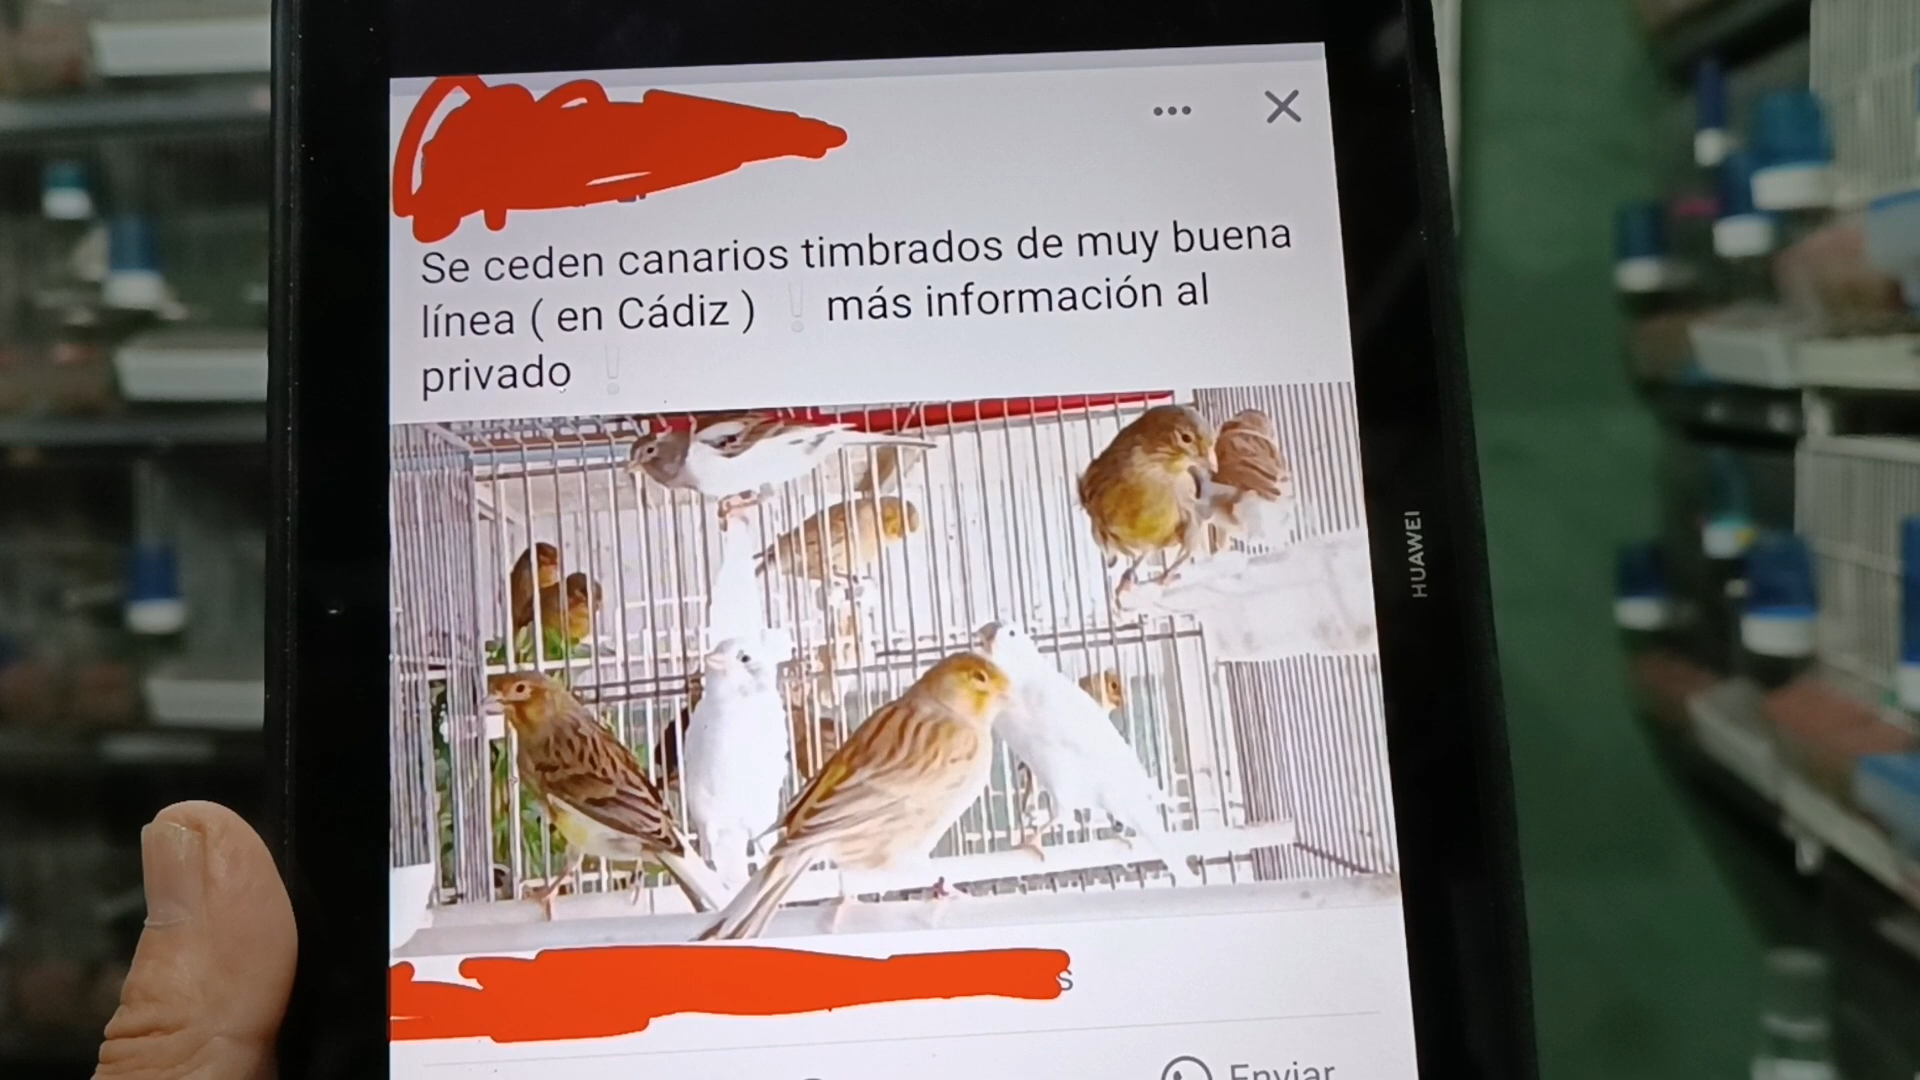 Se ceden canarios timbrados de muy buena
línea ( en Cádiz ) ❕ más información al
privado ❕
s
Enviar
HUAWEI